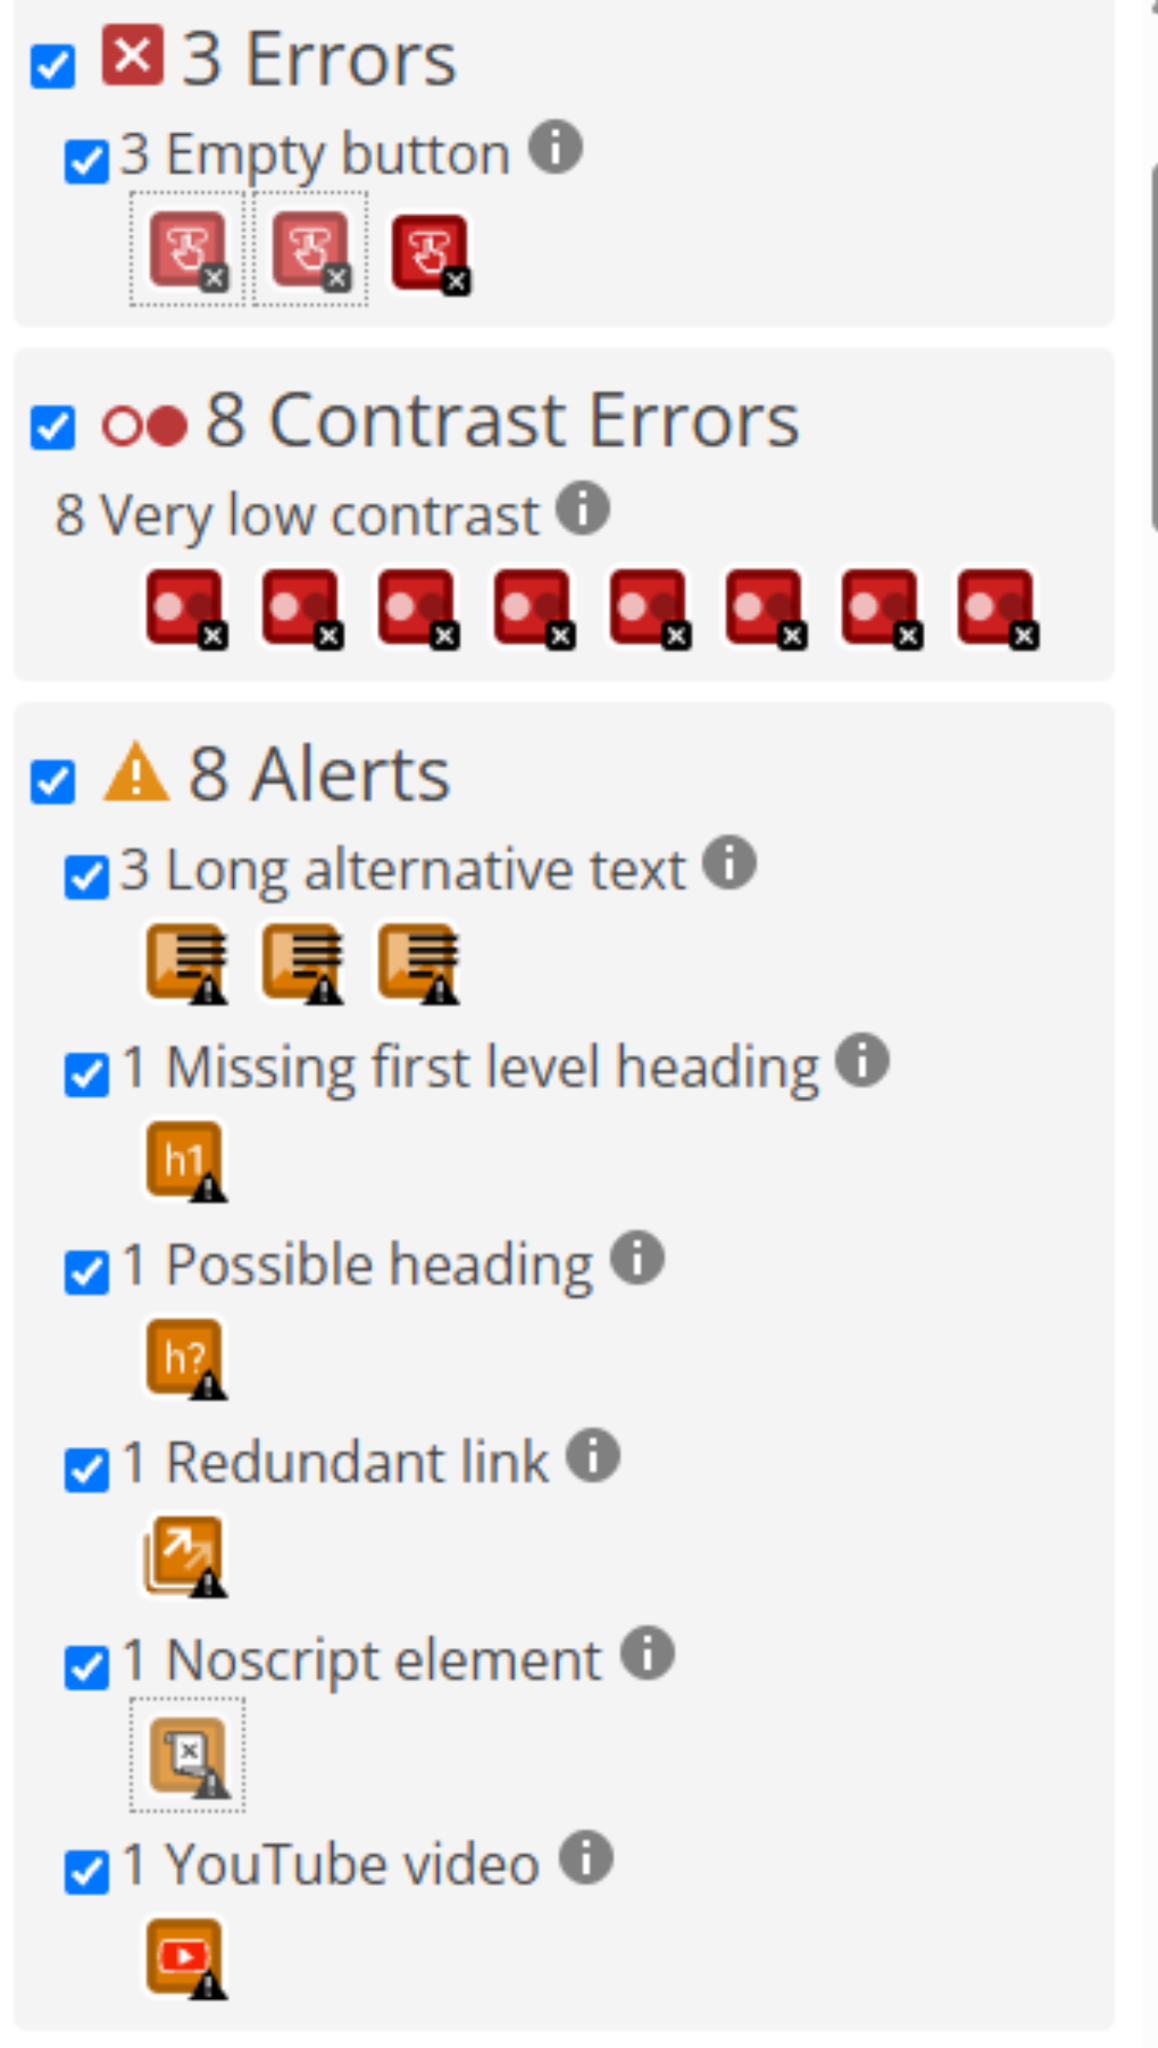 3 Errors
3 Empty button
8 Contrast Errors
8 Very low contrast
8 Alerts
3 Long alternative text
1 Missing first level heading
h1
1 Possible heading
h?
1 Redundant link
1 Noscript element
1 YouTube video